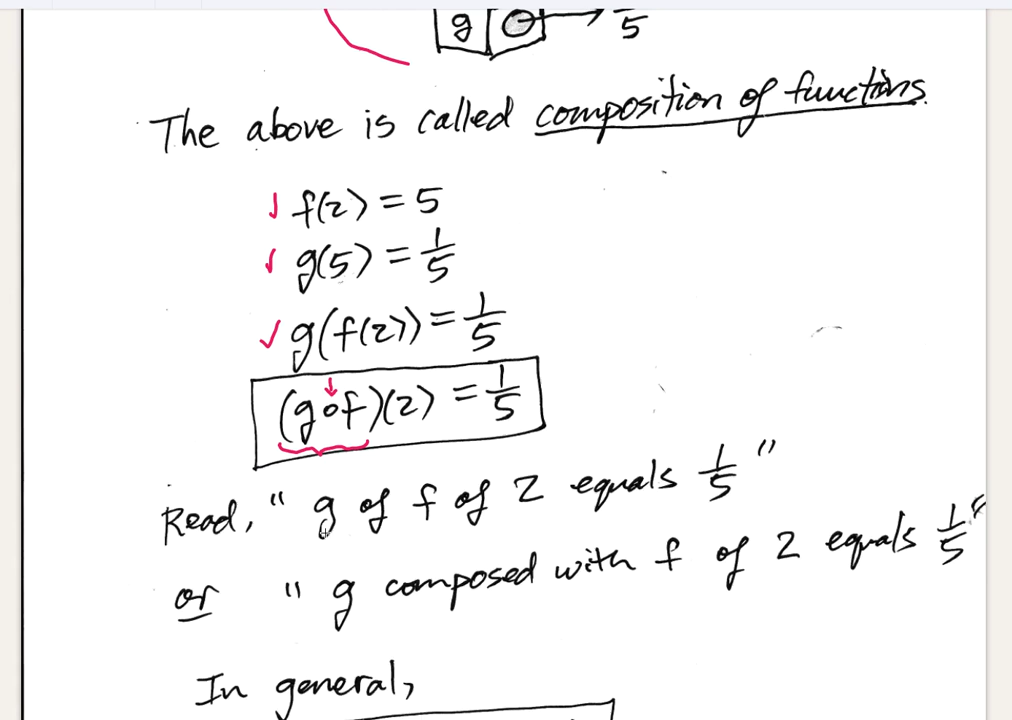 g → 1/5
The above is called composition of functions.
✓ f(2) = 5
✓ g(5) = 1/5
✓ g(f(2)) = 1/5
(g∘f)(2) = 1/5
Read, “ g of f of 2 equals 1/5 ”
or “ g composed with f of 2 equals 1/5 ”
In general,